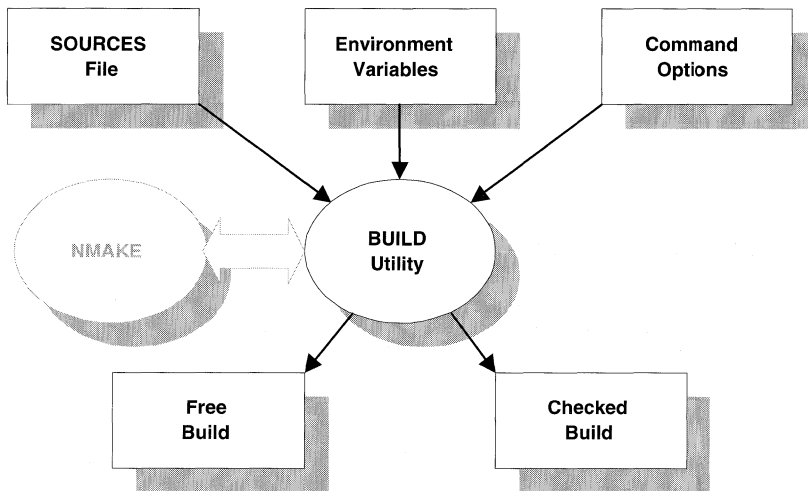 SOURCES
File
Environment
Variables
Command
Options
NMAKE
BUILD
Utility
Free
Build
Checked
Build